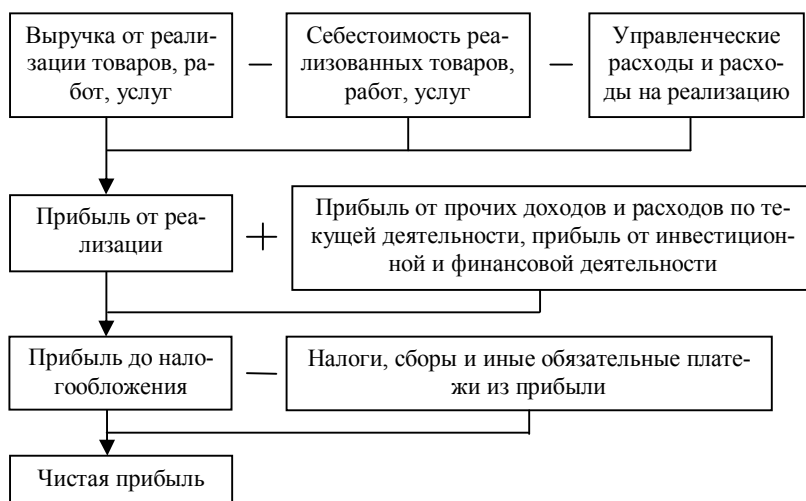 Выручка от реали-
зации товаров, ра-
бот, услуг
—
Себестоимость реа-
лизованных товаров,
работ, услуг
—
Управленческие
расходы и расхо-
ды на реализацию
Прибыль от реа-
лизации
+
Прибыль от прочих доходов и расходов по те-
кущей деятельности, прибыль от инвестицион-
ной и финансовой деятельности
Прибыль до нало-
гообложения
—
Налоги, сборы и иные обязательные плате-
жи из прибыли
Чистая прибыль